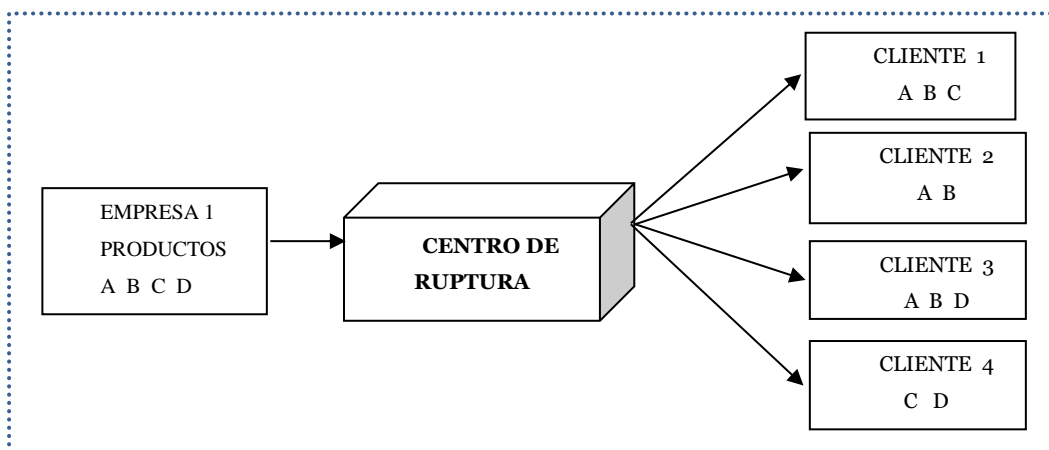 EMPRESA 1
PRODUCTOS
A B C D
CENTRO DE
RUPTURA
CLIENTE 1
A B C
CLIENTE 2
A B
CLIENTE 3
A B D
CLIENTE 4
C D